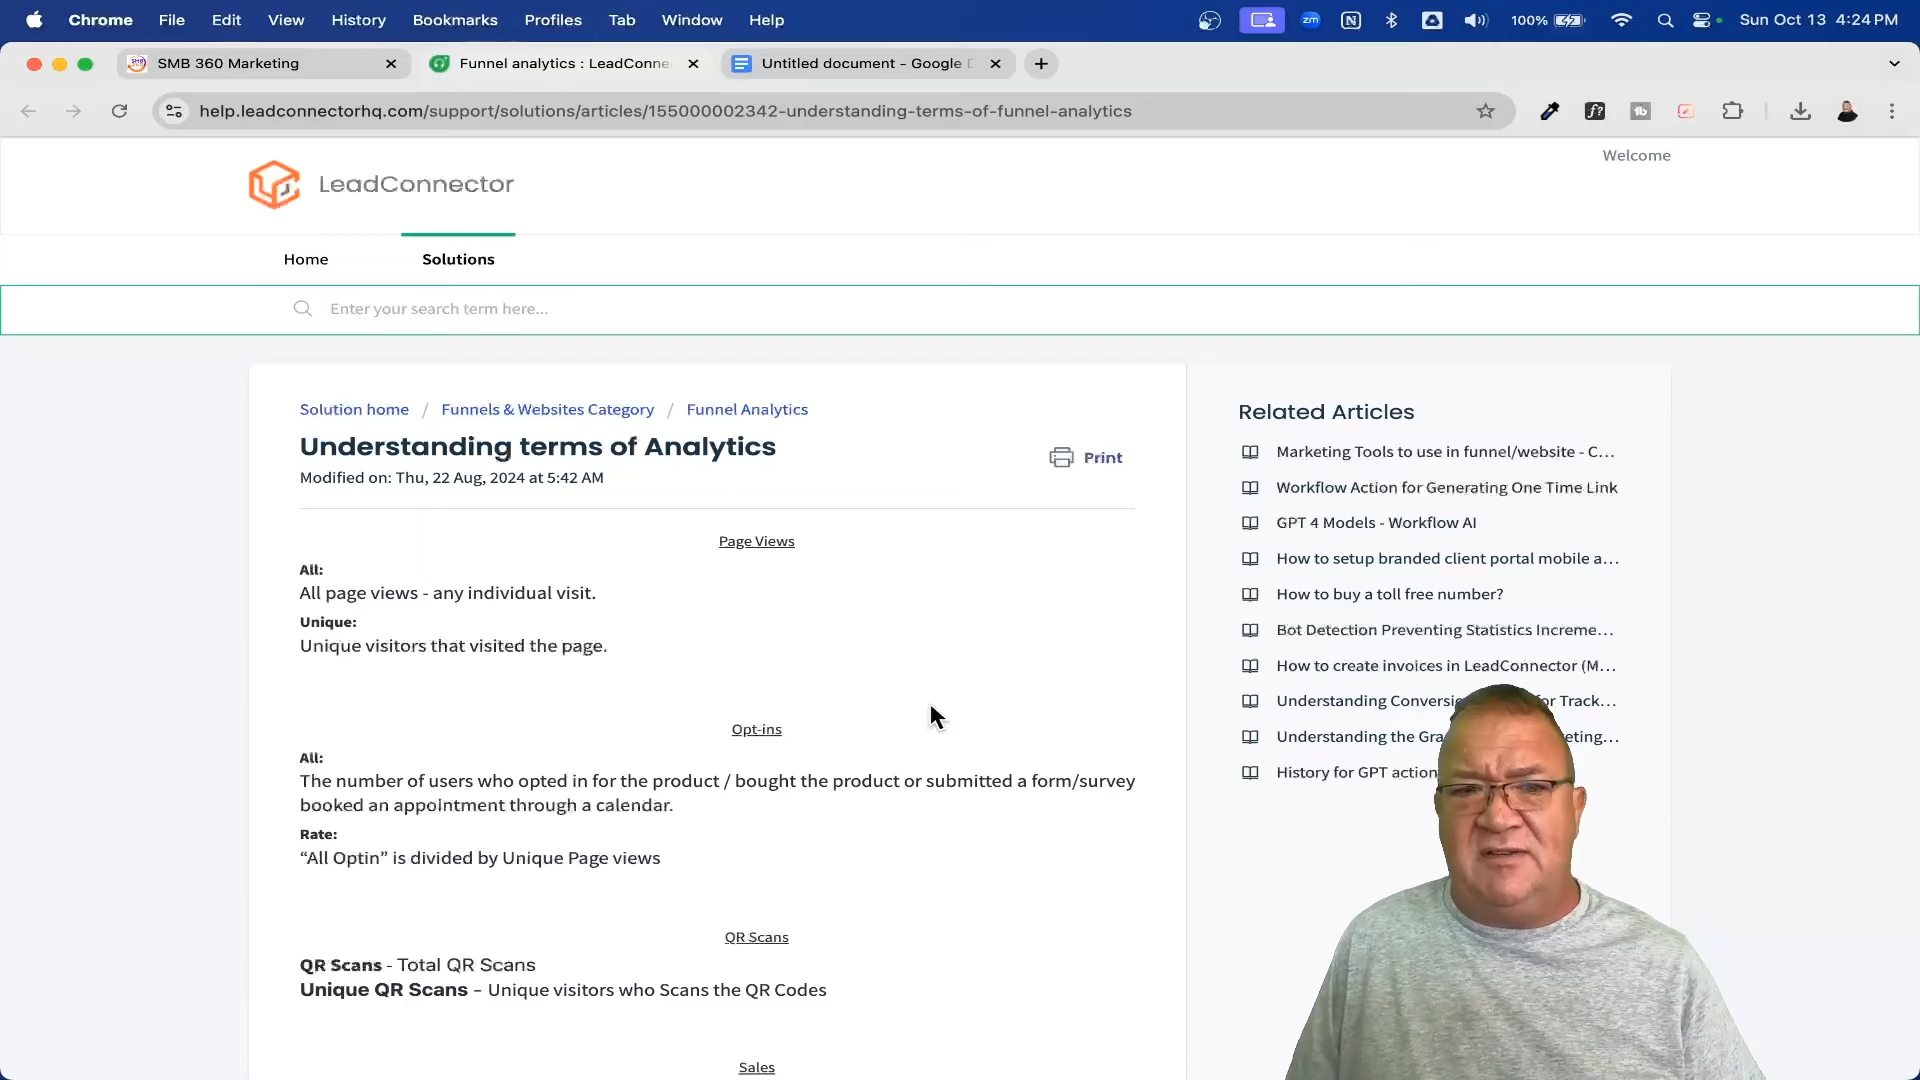 Chrome File Edit View History Bookmarks Profiles Tab Window Help zm 100% Sun Oct 13 4:24 PM
SMB 360 Marketing Funnel analytics : LeadConne Untitled document - Google D
help.leadconnectorhq.com/support/solutions/articles/155000002342-understanding-terms-of-funnel-analytics f? tb
Welcome
LeadConnector
Home Solutions
Enter your search term here...
Solution home / Funnels & Websites Category / Funnel Analytics
Understanding terms of Analytics
Print
Modified on: Thu, 22 Aug, 2024 at 5:42 AM
Page Views
All:
All page views - any individual visit.
Unique:
Unique visitors that visited the page.
Opt-ins
All:
The number of users who opted in for the product / bought the product or submitted a form/survey
booked an appointment through a calendar.
Rate:
“All Optin” is divided by Unique Page views
QR Scans
QR Scans - Total QR Scans
Unique QR Scans - Unique visitors who Scans the QR Codes
Sales
Related Articles
Marketing Tools to use in funnel/website - C...
Workflow Action for Generating One Time Link
GPT 4 Models - Workflow AI
How to setup branded client portal mobile a...
How to buy a toll free number?
Bot Detection Preventing Statistics Increme...
How to create invoices in LeadConnector (M...
Understanding Conversi for Track...
Understanding the Gra eting...
History for GPT action